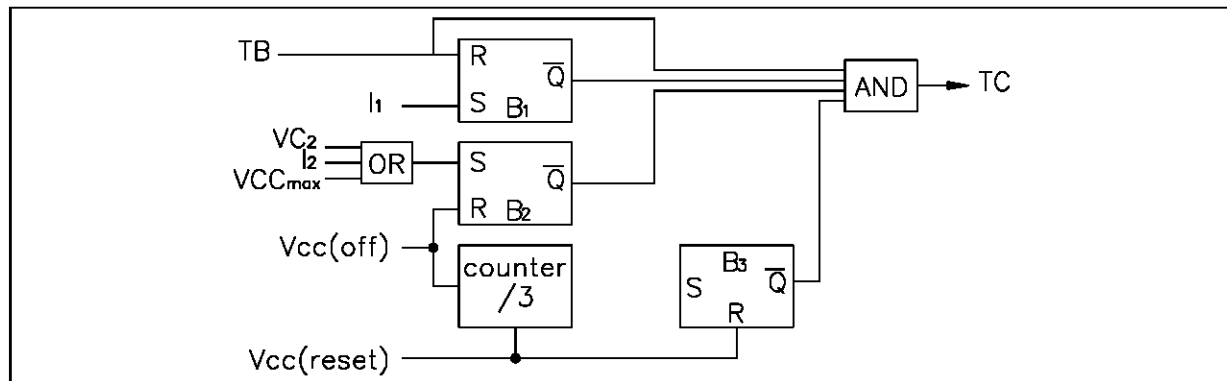 TB
R
Q
S
B1
I1
AND
TC
VC2
I2
VCCmax
OR
S
Q
R
B2
Vcc(off)
counter
/3
B3
S
Q
R
Vcc(reset)